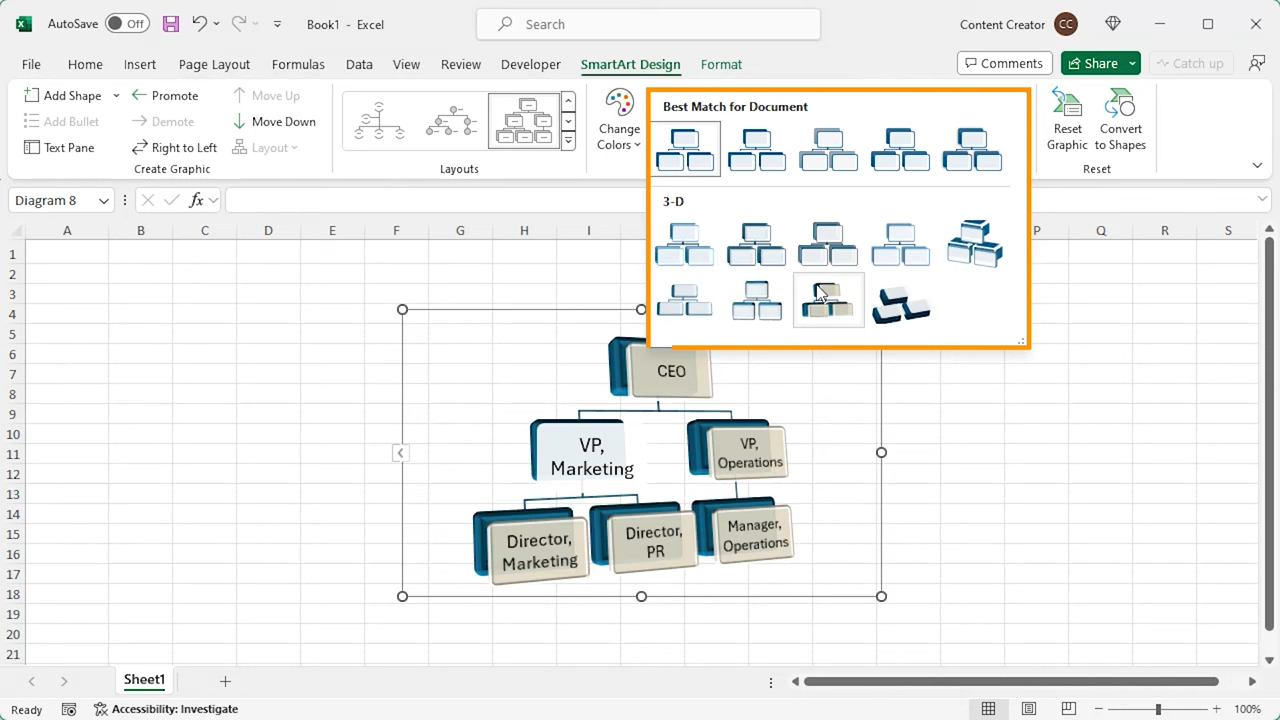 AutoSave Off Book1 - Excel Search Content Creator CC
File Home Insert Page Layout Formulas Data View Review Developer SmartArt Design Format Comments Share Catch up
Add Shape Promote Move Up
Add Bullet Demote Move Down
Text Pane Right to Left Layout
Create Graphic
Layouts
Change
Colors
Best Match for Document
3-D
Reset
Graphic
Convert
to Shapes
Reset
Diagram 8 fx
A B C D E F G H I P Q R S
1
2
3
4
5
6
7
8
9
10
11
12
13
14
15
16
17
18
19
20
21
CEO
VP,
Marketing
VP,
Operations
Director,
Marketing
Director,
PR
Manager,
Operations
Sheet1
Ready Accessibility: Investigate 100%